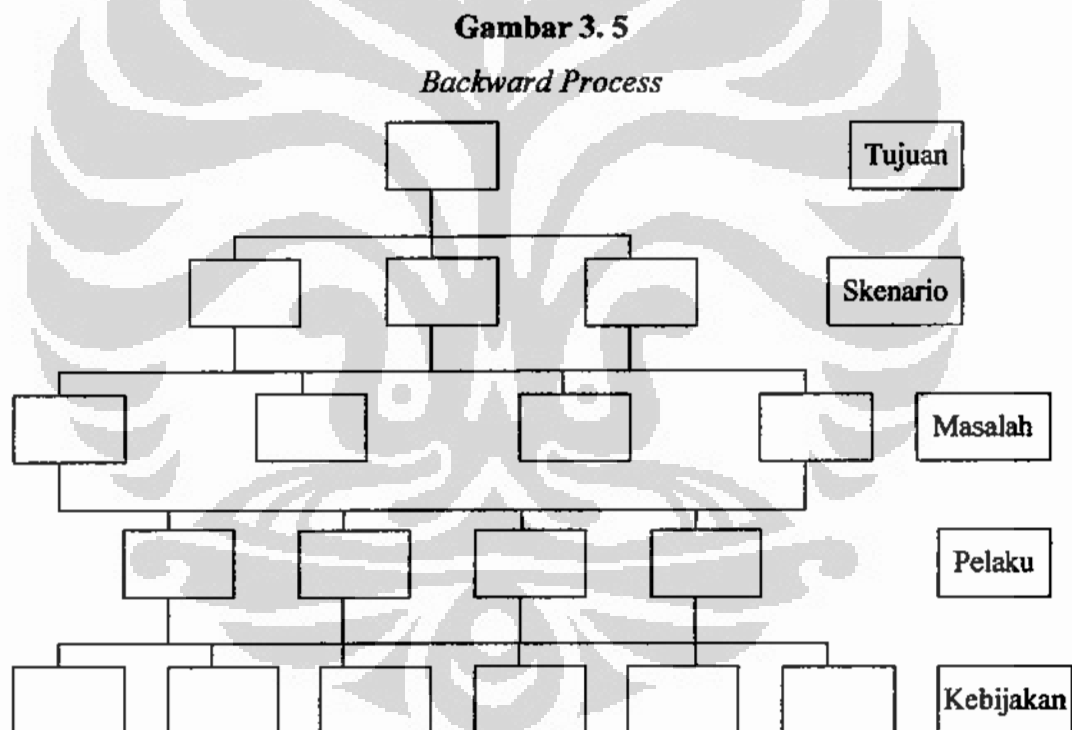 Gambar 3. 5
Backward Process
Tujuan
Skenario
Masalah
Pelaku
Kebijakan